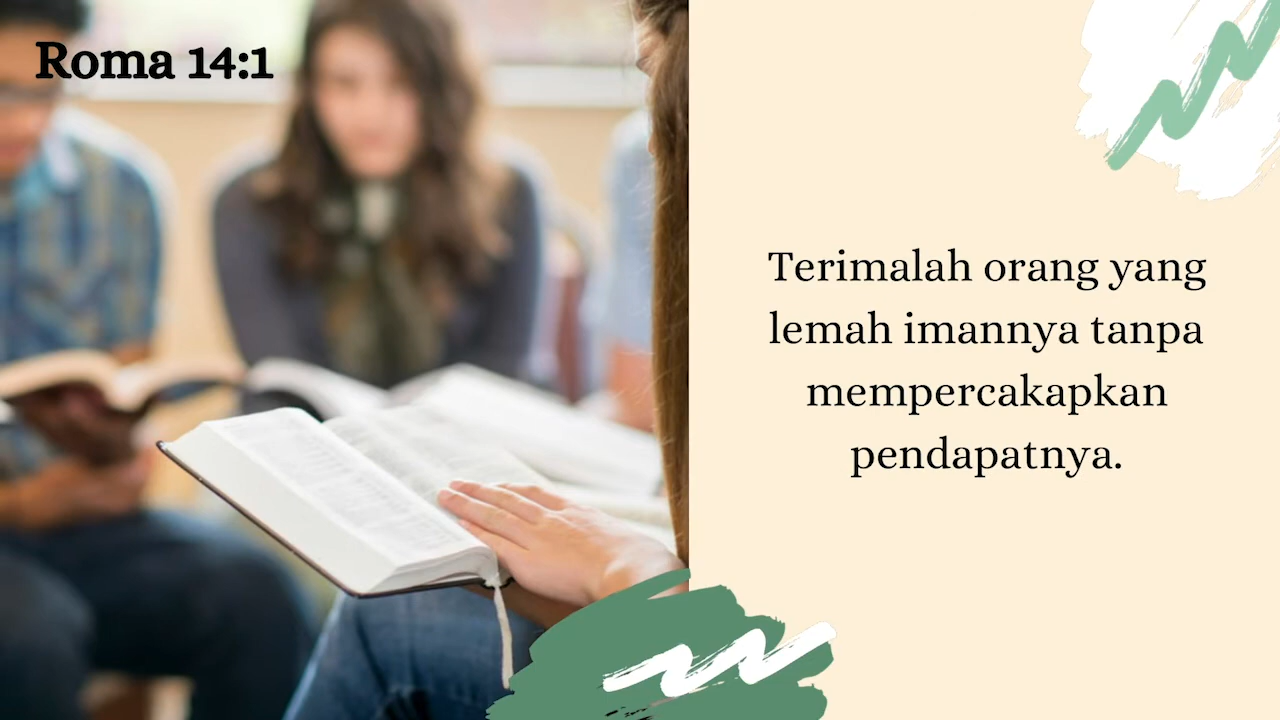 Roma 14:1
Terimalah orang yang
lemah imannya tanpa
mempercakapkan
pendapatnya.